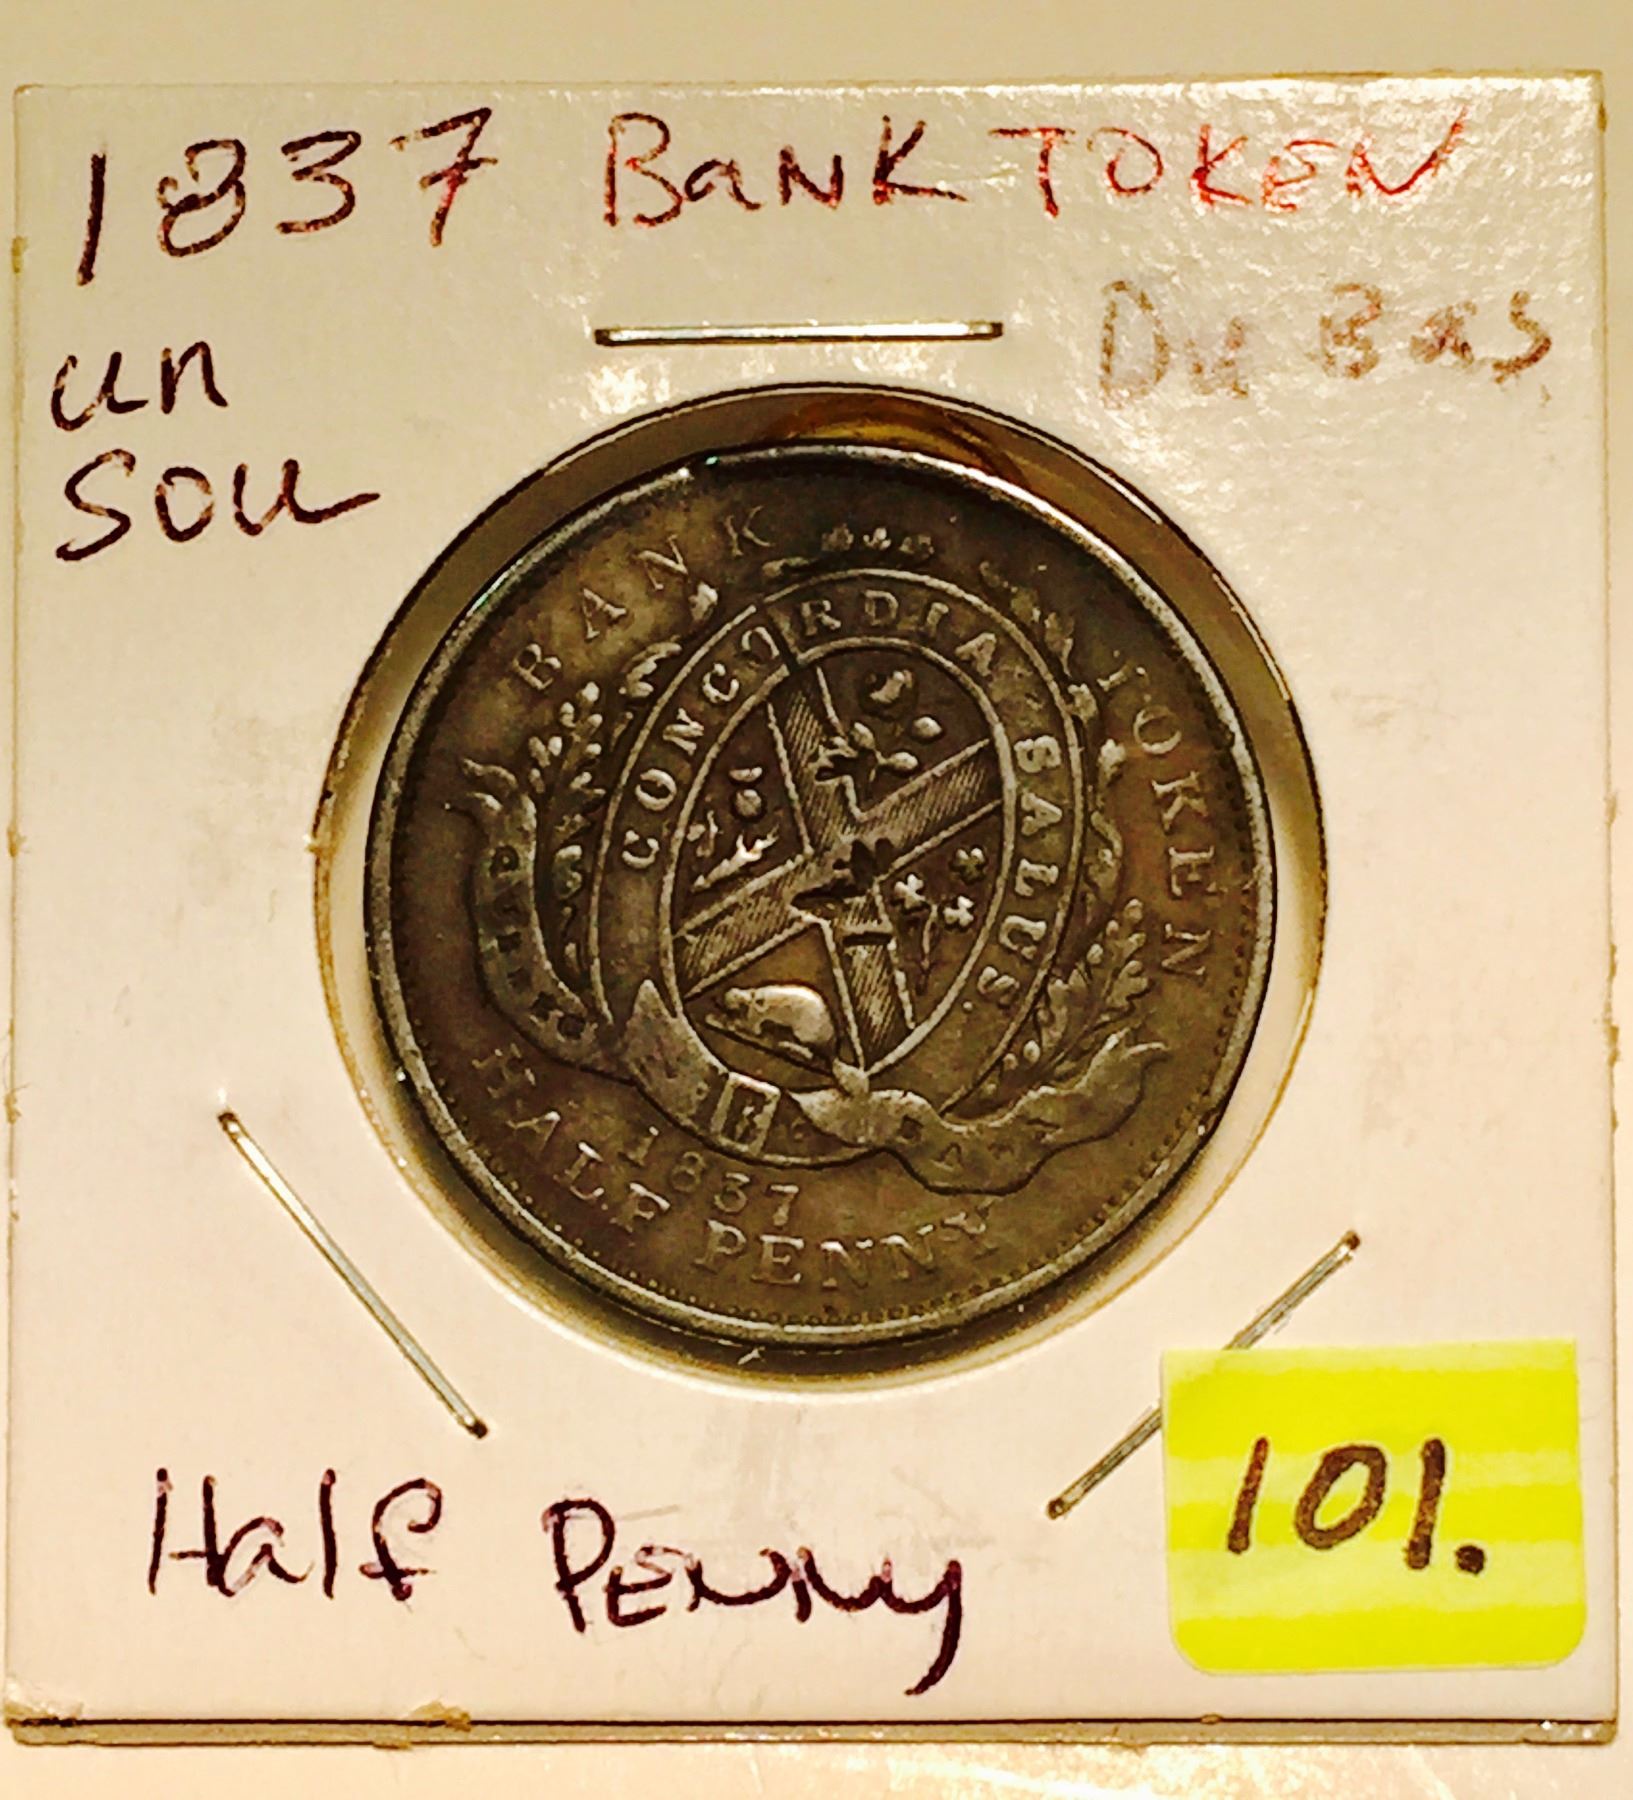 1837 BaNK TOKEN
Du Bas
un
Sou
BANK TOKEN
CONCORDIA SALUS
1837
HALF PENNY
Half PENNy
101.